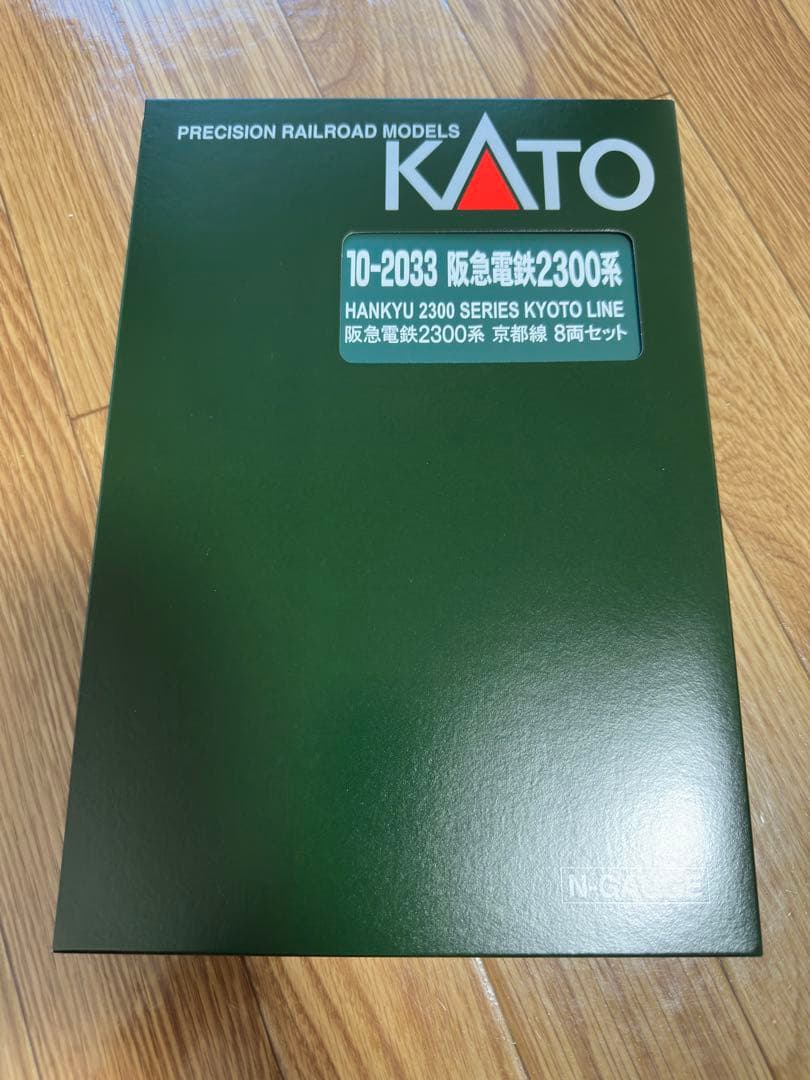 PRECISION RAILROAD MODELS
KATO
10-2033 阪急電鉄2300系
HANKYU 2300 SERIES KYOTO LINE
阪急電鉄2300系 京都線 8両セット
N-GAUGE